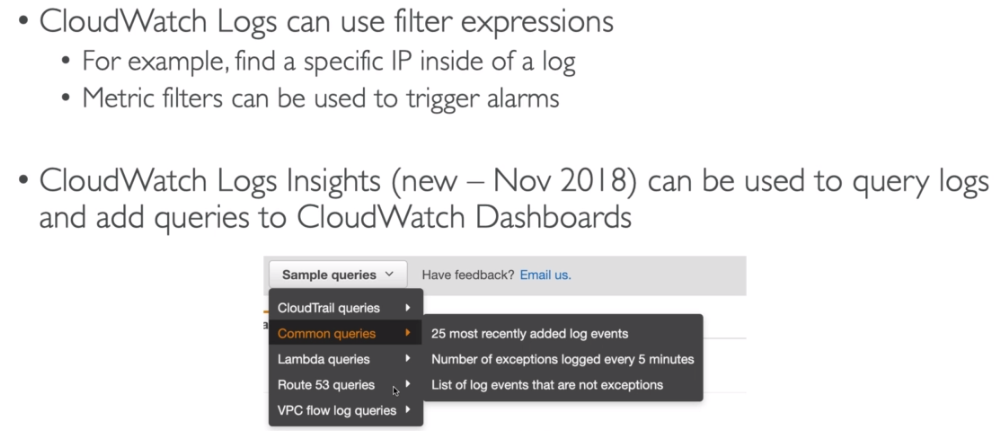 • CloudWatch Logs can use filter expressions
• For example, find a specific IP inside of a log
• Metric filters can be used to trigger alarms
• CloudWatch Logs Insights (new – Nov 2018) can be used to query logs
and add queries to CloudWatch Dashboards
Sample queries Have feedback? Email us.
CloudTrail queries
Common queries
Lambda queries
Route 53 queries
VPC flow log queries
25 most recently added log events
Number of exceptions logged every 5 minutes
List of log events that are not exceptions